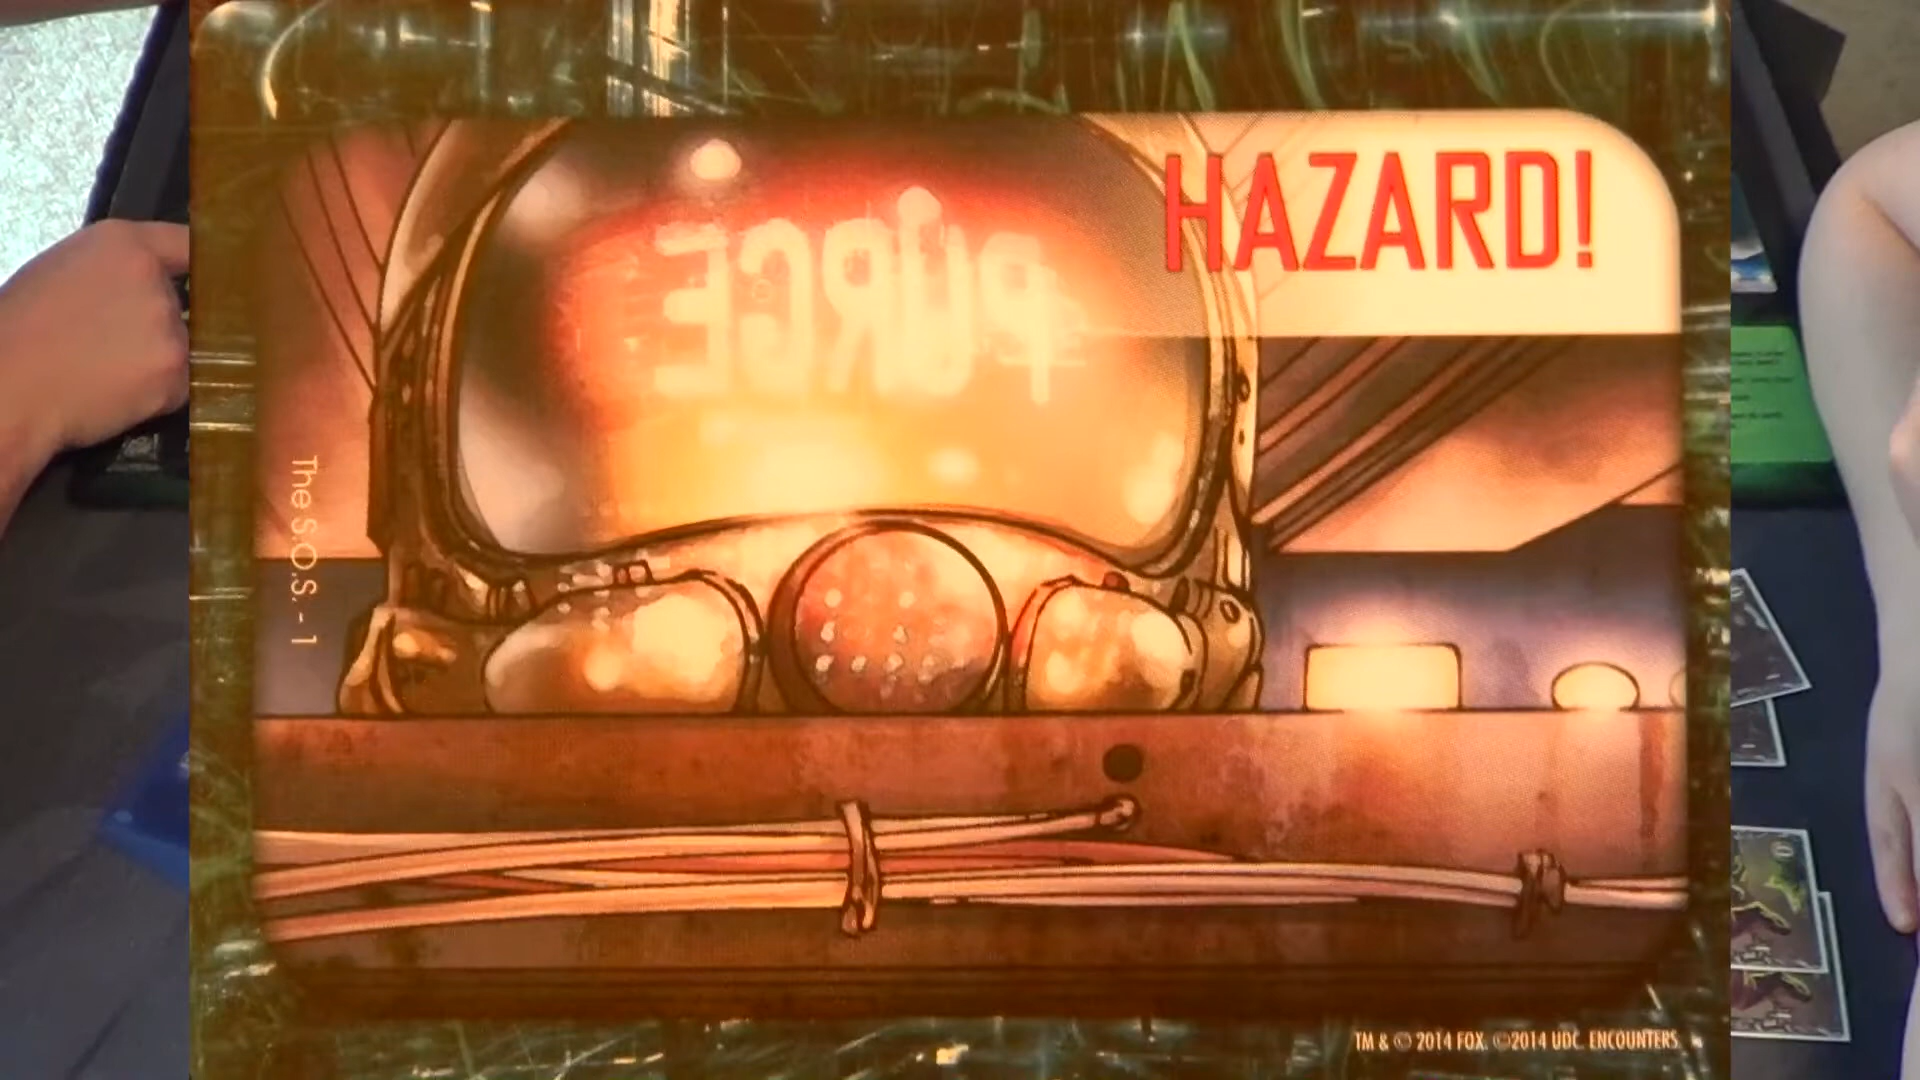 HAZARD!
PURGE
The S.O.S. - 1
TM & © 2014 FOX. ©2014 UDC. ENCOUNTERS